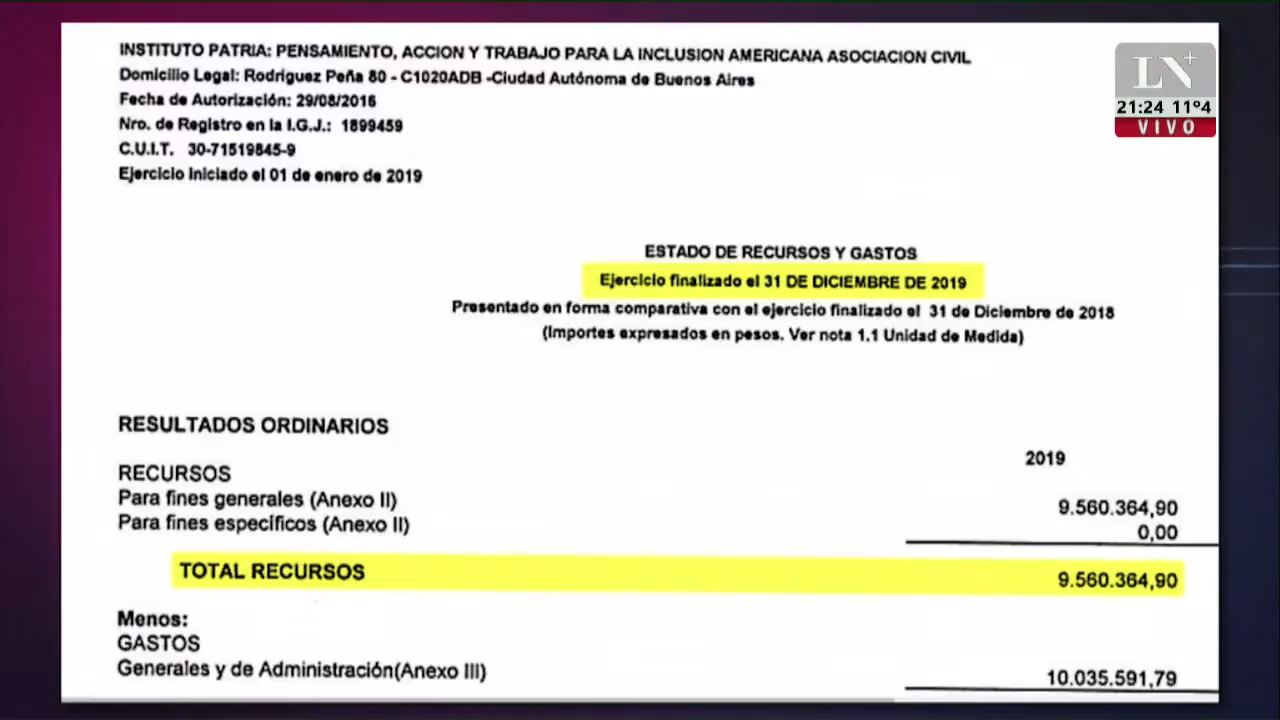 INSTITUTO PATRIA: PENSAMIENTO, ACCION Y TRABAJO PARA LA INCLUSION AMERICANA ASOCIACION CIVIL
Domicilio Legal: Rodriguez Peña 80 - C1020ADB -Ciudad Autónoma de Buenos Aires
Fecha de Autorización: 29/08/2016
Nro. de Registro en la I.G.J.: 1899459
C.U.I.T. 30-71519845-9
Ejercicio Iniciado el 01 de enero de 2019
LN+
21:24 11º4
VIVO
ESTADO DE RECURSOS Y GASTOS
Ejercicio finalizado el 31 DE DICIEMBRE DE 2019
Presentado en forma comparativa con el ejercicio finalizado el 31 de Diciembre de 2018
(Importes expresados en pesos. Ver nota 1.1 Unidad de Medida)
RESULTADOS ORDINARIOS
2019
RECURSOS
Para fines generales (Anexo II) 9.560.364,90
Para fines específicos (Anexo II) 0,00
TOTAL RECURSOS 9.560.364,90
Menos:
GASTOS
Generales y de Administración(Anexo III) 10.035.591,79